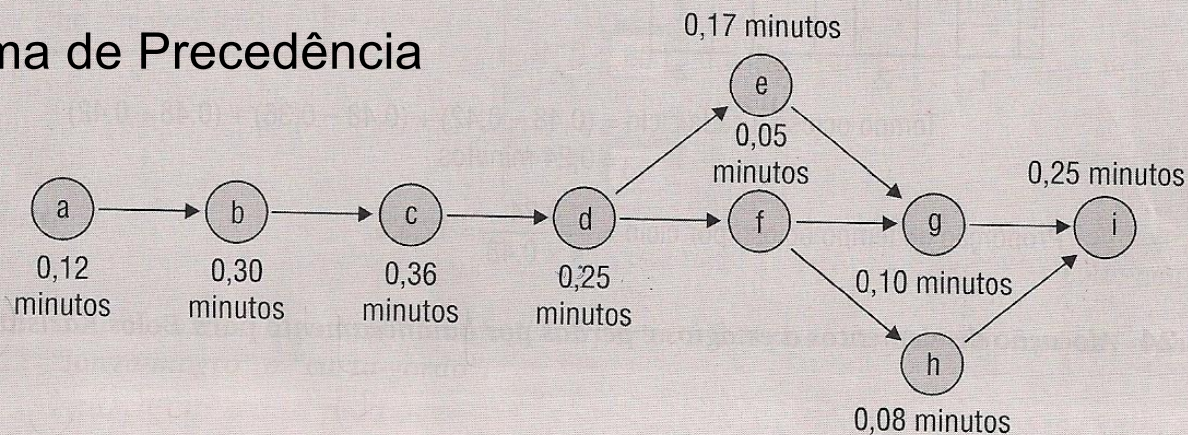 ma de Precedência
0,17 minutos
e
0,05
minutos
0,25 minutos
a
b
c
d
f
g
i
0,12
minutos
0,30
minutos
0,36
minutos
0,25
minutos
0,10 minutos
h
0,08 minutos